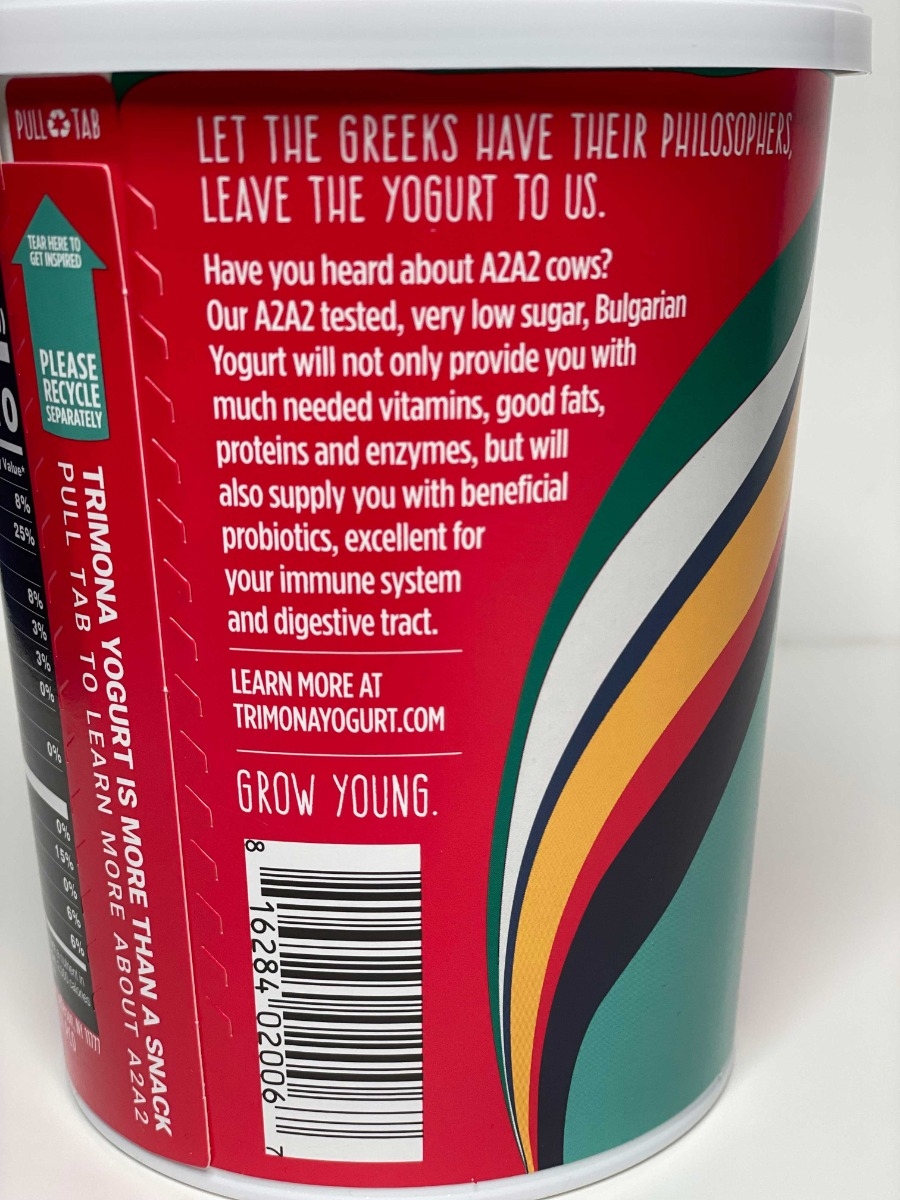 PULL TAB
TEAR HERE TO
GET INSPIRED
PLEASE
RECYCLE
SEPARATELY
TRIMONA YOGURT IS MORE THAN A SNACK
PULL TAB TO LEARN MORE ABOUT A2A2
LET THE GREEKS HAVE THEIR PHILOSOPHERS,
LEAVE THE YOGURT TO US.
Have you heard about A2A2 cows?
Our A2A2 tested, very low sugar, Bulgarian
Yogurt will not only provide you with
much needed vitamins, good fats,
proteins and enzymes, but will
also supply you with beneficial
probiotics, excellent for
your immune system
and digestive tract.
LEARN MORE AT
TRIMONAYOGURT.COM
GROW YOUNG.
8 16284 02006 7
Value*
8%
25%
8%
3%
3%
0%
0%
0%
15%
0%
6%
6%
calories